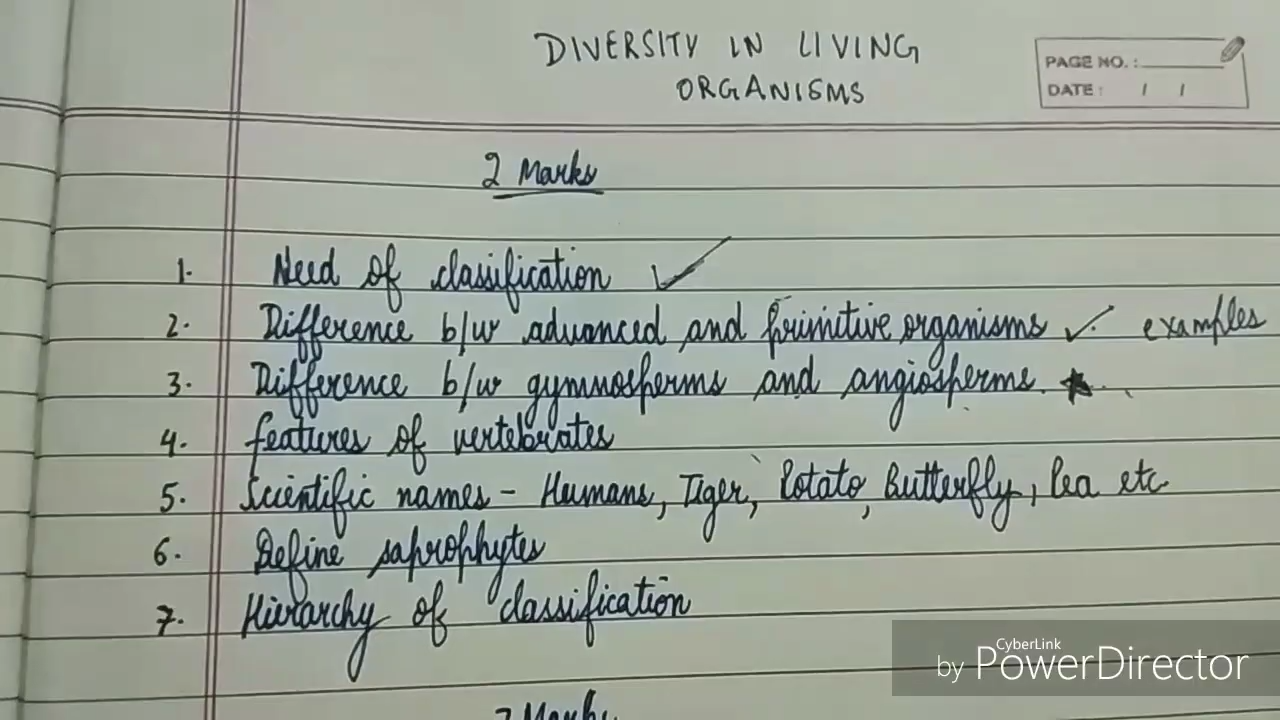 DIVERSITY IN LIVING
ORGANISMS
PAGE NO. :
DATE : / /
2 Marks
1. Need of classification
2. Difference b/w advanced and primitive organisms examples
3. Difference b/w gymnosperms and angiosperms.
4. features of vertebrates
5. Scientific names - Humans, Tiger, Potato, Butterfly, Pea etc
6. Define saprophytes
7. Hierarchy of classification
Marks
CyberLink
by PowerDirector